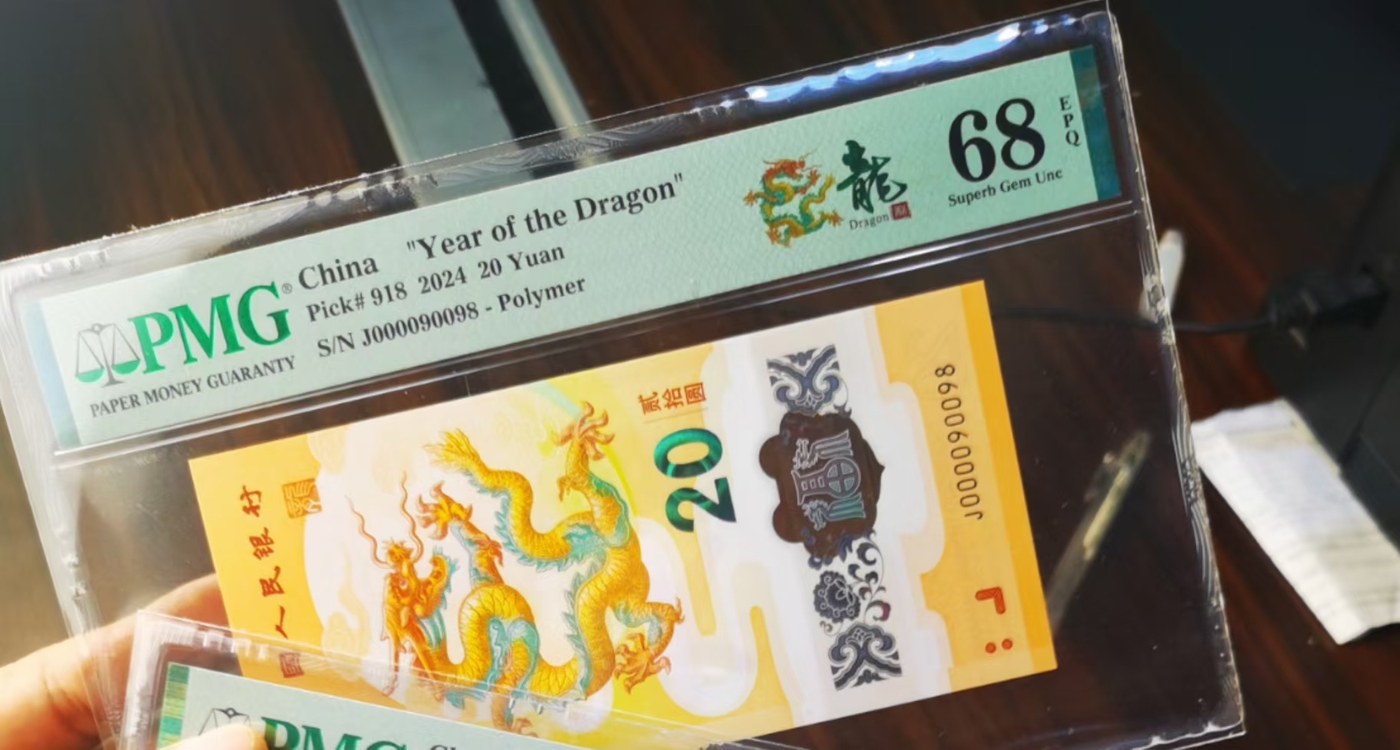 PMG®
PAPER MONEY GUARANTY
China "Year of the Dragon"
Pick# 918 2024 20 Yuan
S/N J000090098 - Polymer
龍
Dragon
68
EPQ
Superb Gem Unc
国人民银行
贰拾圆
20
J000090098
PMG